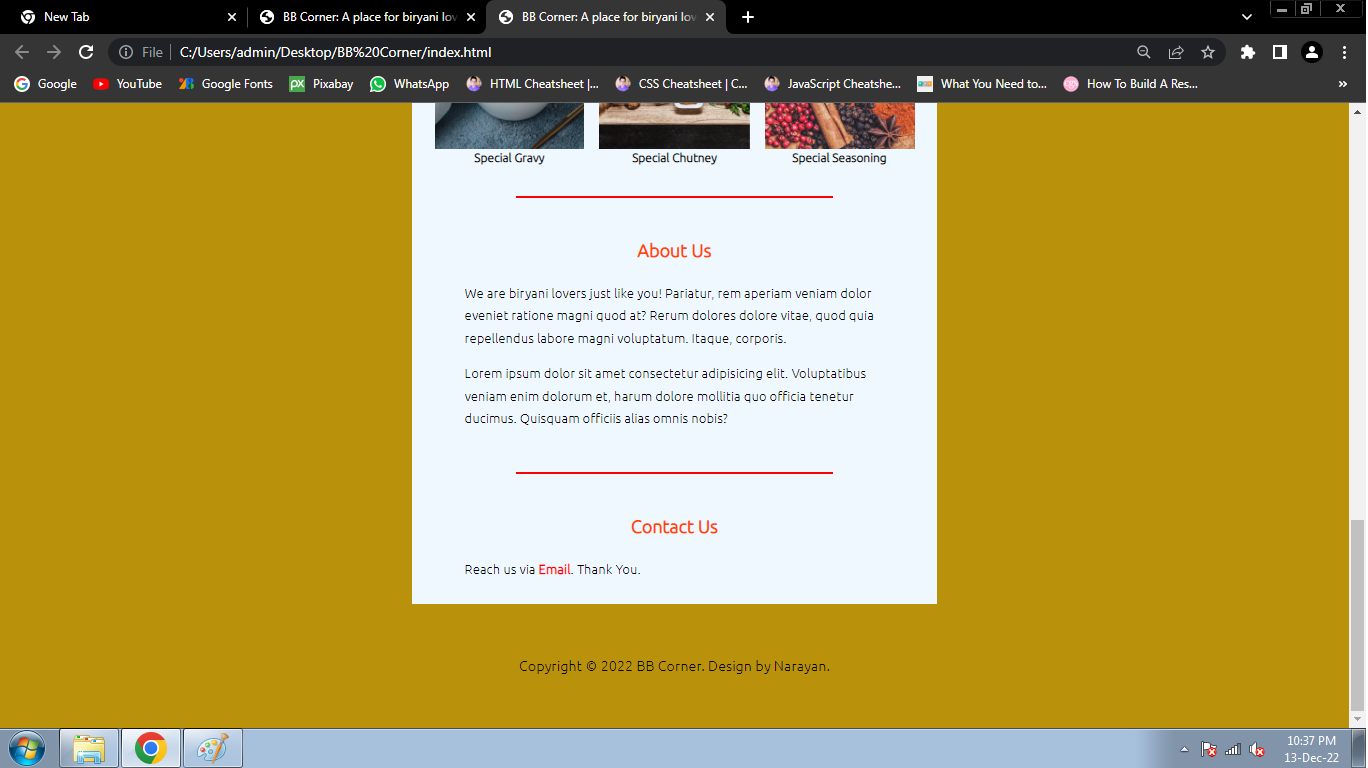 New Tab
BB Corner: A place for biryani lov
BB Corner: A place for biryani lov
File
C:/Users/admin/Desktop/BB%20Corner/index.html
Google
YouTube
Google Fonts
px
Pixabay
WhatsApp
HTML Cheatsheet |...
CSS Cheatsheet | C...
JavaScript Cheatshe...
What You Need to...
How To Build A Res...
»
Special Gravy
Special Chutney
Special Seasoning
About Us
We are biryani lovers just like you! Pariatur, rem aperiam veniam dolor
eveniet ratione magni quod at? Rerum dolores dolore vitae, quod quia
repellendus labore magni voluptatum. Itaque, corporis.
Lorem ipsum dolor sit amet consectetur adipisicing elit. Voluptatibus
veniam enim dolorum et, harum dolore mollitia quo officia tenetur
ducimus. Quisquam officiis alias omnis nobis?
Contact Us
Reach us via Email. Thank You.
Copyright © 2022 BB Corner. Design by Narayan.
10:37 PM
13-Dec-22